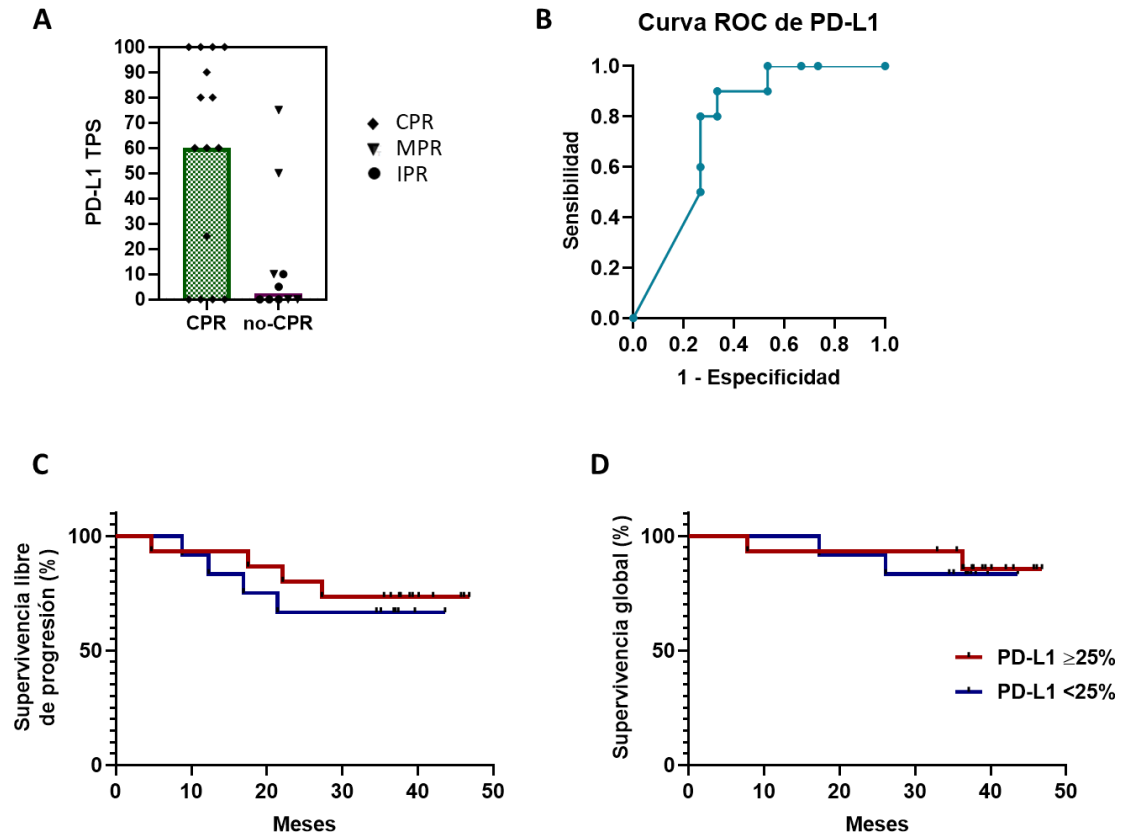 A
PD-L1 TPS
100
90
80
70
60
50
40
30
20
10
0
CPR no-CPR
CPR
MPR
IPR
B
Curva ROC de PD-L1
Sensibilidad
1.0
0.8
0.6
0.4
0.2
0.0
0.0 0.2 0.4 0.6 0.8 1.0
1 - Especificidad
C
Supervivencia libre
de progresión (%)
100
50
0
0 10 20 30 40 50
Meses
D
Supervivencia global (%)
100
50
0
0 10 20 30 40 50
Meses
PD-L1 ≥25%
PD-L1 <25%